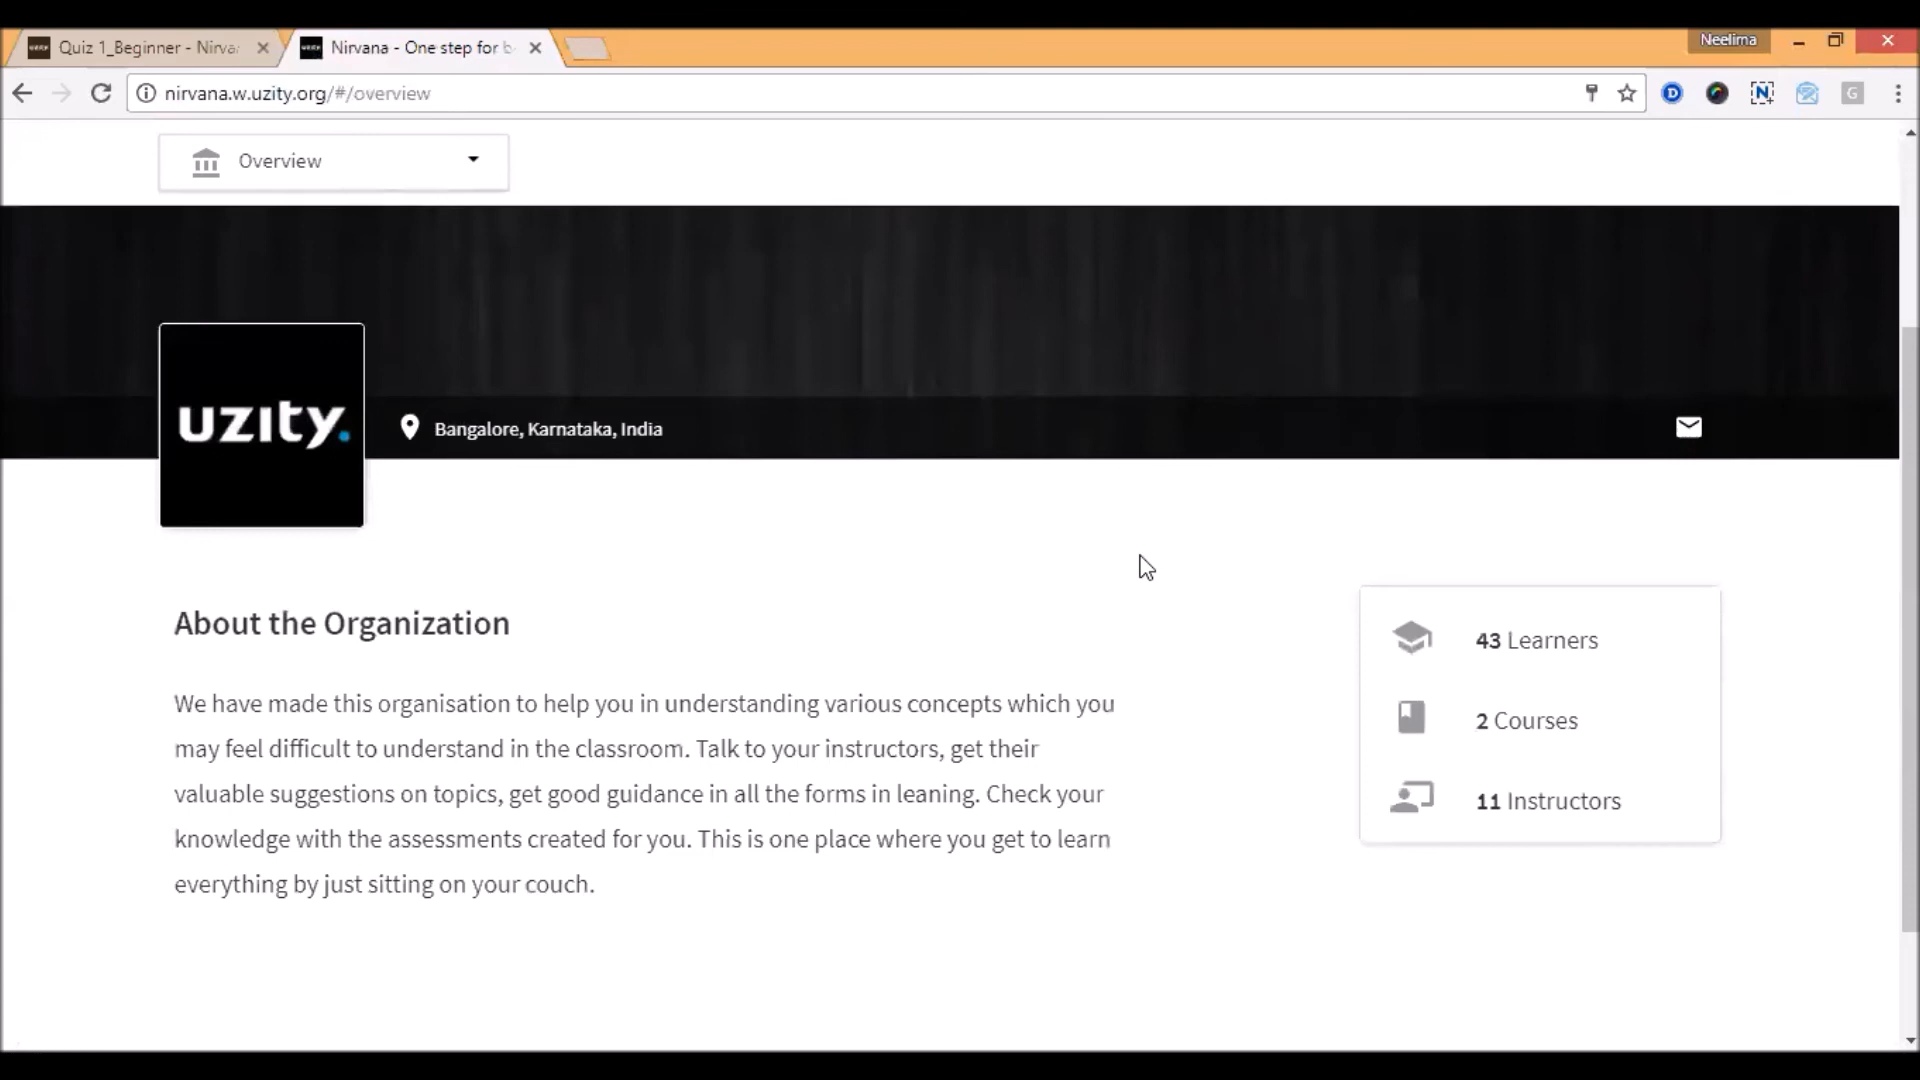 Quiz 1_Beginner - Nirva
Nirvana - One step for b
Neelima
nirvana.w.uzity.org/#/overview
D
N
G
Overview
uzity.
Bangalore, Karnataka, India
About the Organization
We have made this organisation to help you in understanding various concepts which you
may feel difficult to understand in the classroom. Talk to your instructors, get their
valuable suggestions on topics, get good guidance in all the forms in leaning. Check your
knowledge with the assessments created for you. This is one place where you get to learn
everything by just sitting on your couch.
43 Learners
2 Courses
11 Instructors